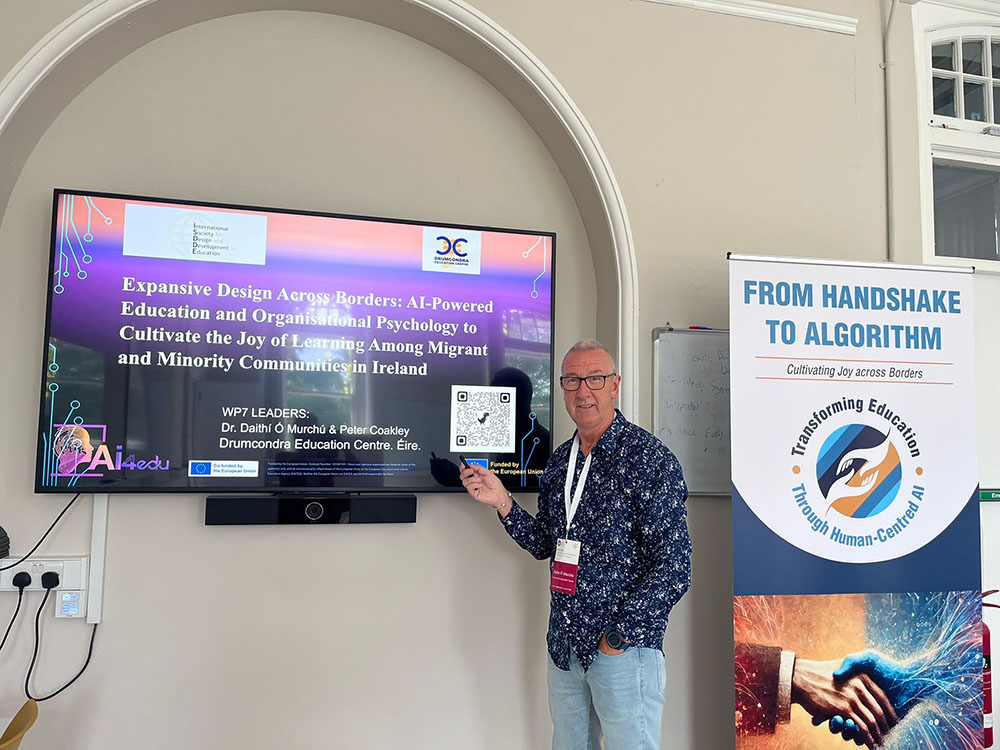 International
Society for
Design and
Development in
Education
DRUMCONDRA
EDUCATION CENTRE
Expansive Design Across Borders: AI-Powered
Education and Organisational Psychology to
Cultivate the Joy of Learning Among Migrant
and Minority Communities in Ireland
WP7 LEADERS:
Dr. Daithí Ó Murchú & Peter Coakley
Drumcondra Education Centre. Éire.
Ai4edu
Co-funded by
the European Union
Funded by
the European Union
FROM HANDSHAKE
TO ALGORITHM
Cultivating Joy across Borders
Transforming Education
Through Human-Centred AI